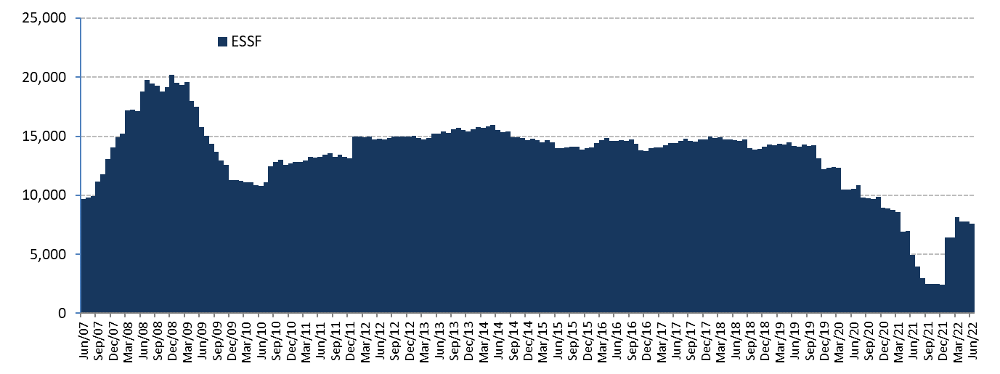 25,000
ESSF
20,000
15,000
10,000
5,000
0
Jun/07
Sep/07
Dec/07
Mar/08
Jun/08
Sep/08
Dec/08
Mar/09
Jun/09
Sep/09
Dec/09
Mar/10
Jun/10
Sep/10
Dec/10
Mar/11
Jun/11
Sep/11
Dec/11
Mar/12
Jun/12
Sep/12
Dec/12
Mar/13
Jun/13
Sep/13
Dec/13
Mar/14
Jun/14
Sep/14
Dec/14
Mar/15
Jun/15
Sep/15
Dec/15
Mar/16
Jun/16
Sep/16
Dec/16
Mar/17
Jun/17
Sep/17
Dec/17
Mar/18
Jun/18
Sep/18
Dec/18
Mar/19
Jun/19
Sep/19
Dec/19
Mar/20
Jun/20
Sep/20
Dec/20
Mar/21
Jun/21
Sep/21
Dec/21
Mar/22
Jun/22